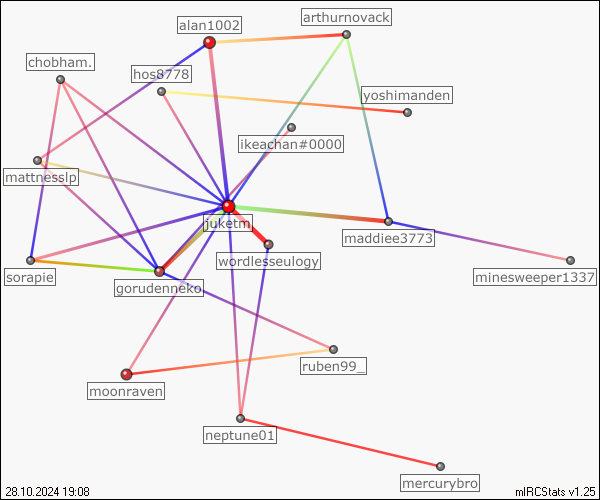 arthurnovack
alan1002
chobham.
hos8778
yoshimanden
ikeachan#0000
mattnesslp
juketm
maddiee3773
wordlesseulogy
sorapie
minesweeper1337
gorudenneko
ruben99_
moonraven
neptune01
mercurybro
28.10.2024 19:08
mIRCStats v1.25